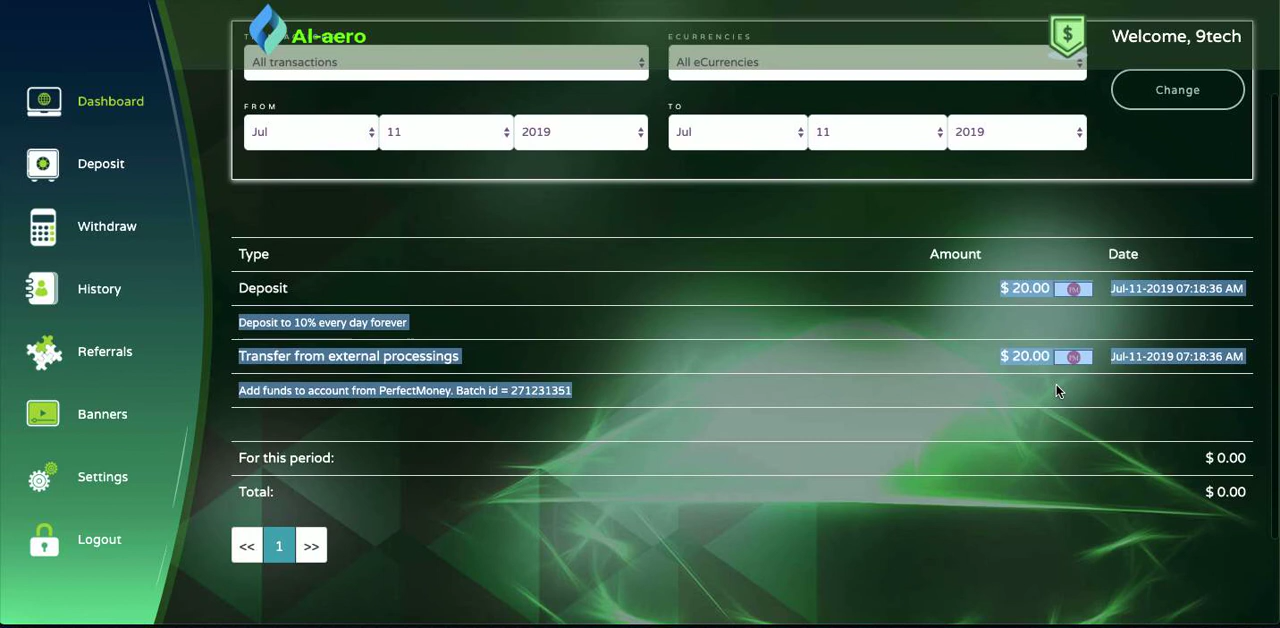 AI-aero
Welcome, 9tech
ECURRENCIES
All transactions
All eCurrencies
Change
FROM
TO
Jul 11 2019
Jul 11 2019
Dashboard
Deposit
Withdraw
History
Referrals
Banners
Settings
Logout
Type Amount Date
Deposit $ 20.00 PM Jul-11-2019 07:18:36 AM
Deposit to 10% every day forever
Transfer from external processings $ 20.00 PM Jul-11-2019 07:18:36 AM
Add funds to account from PerfectMoney. Batch id = 271231351
For this period: $ 0.00
Total: $ 0.00
<< 1 >>